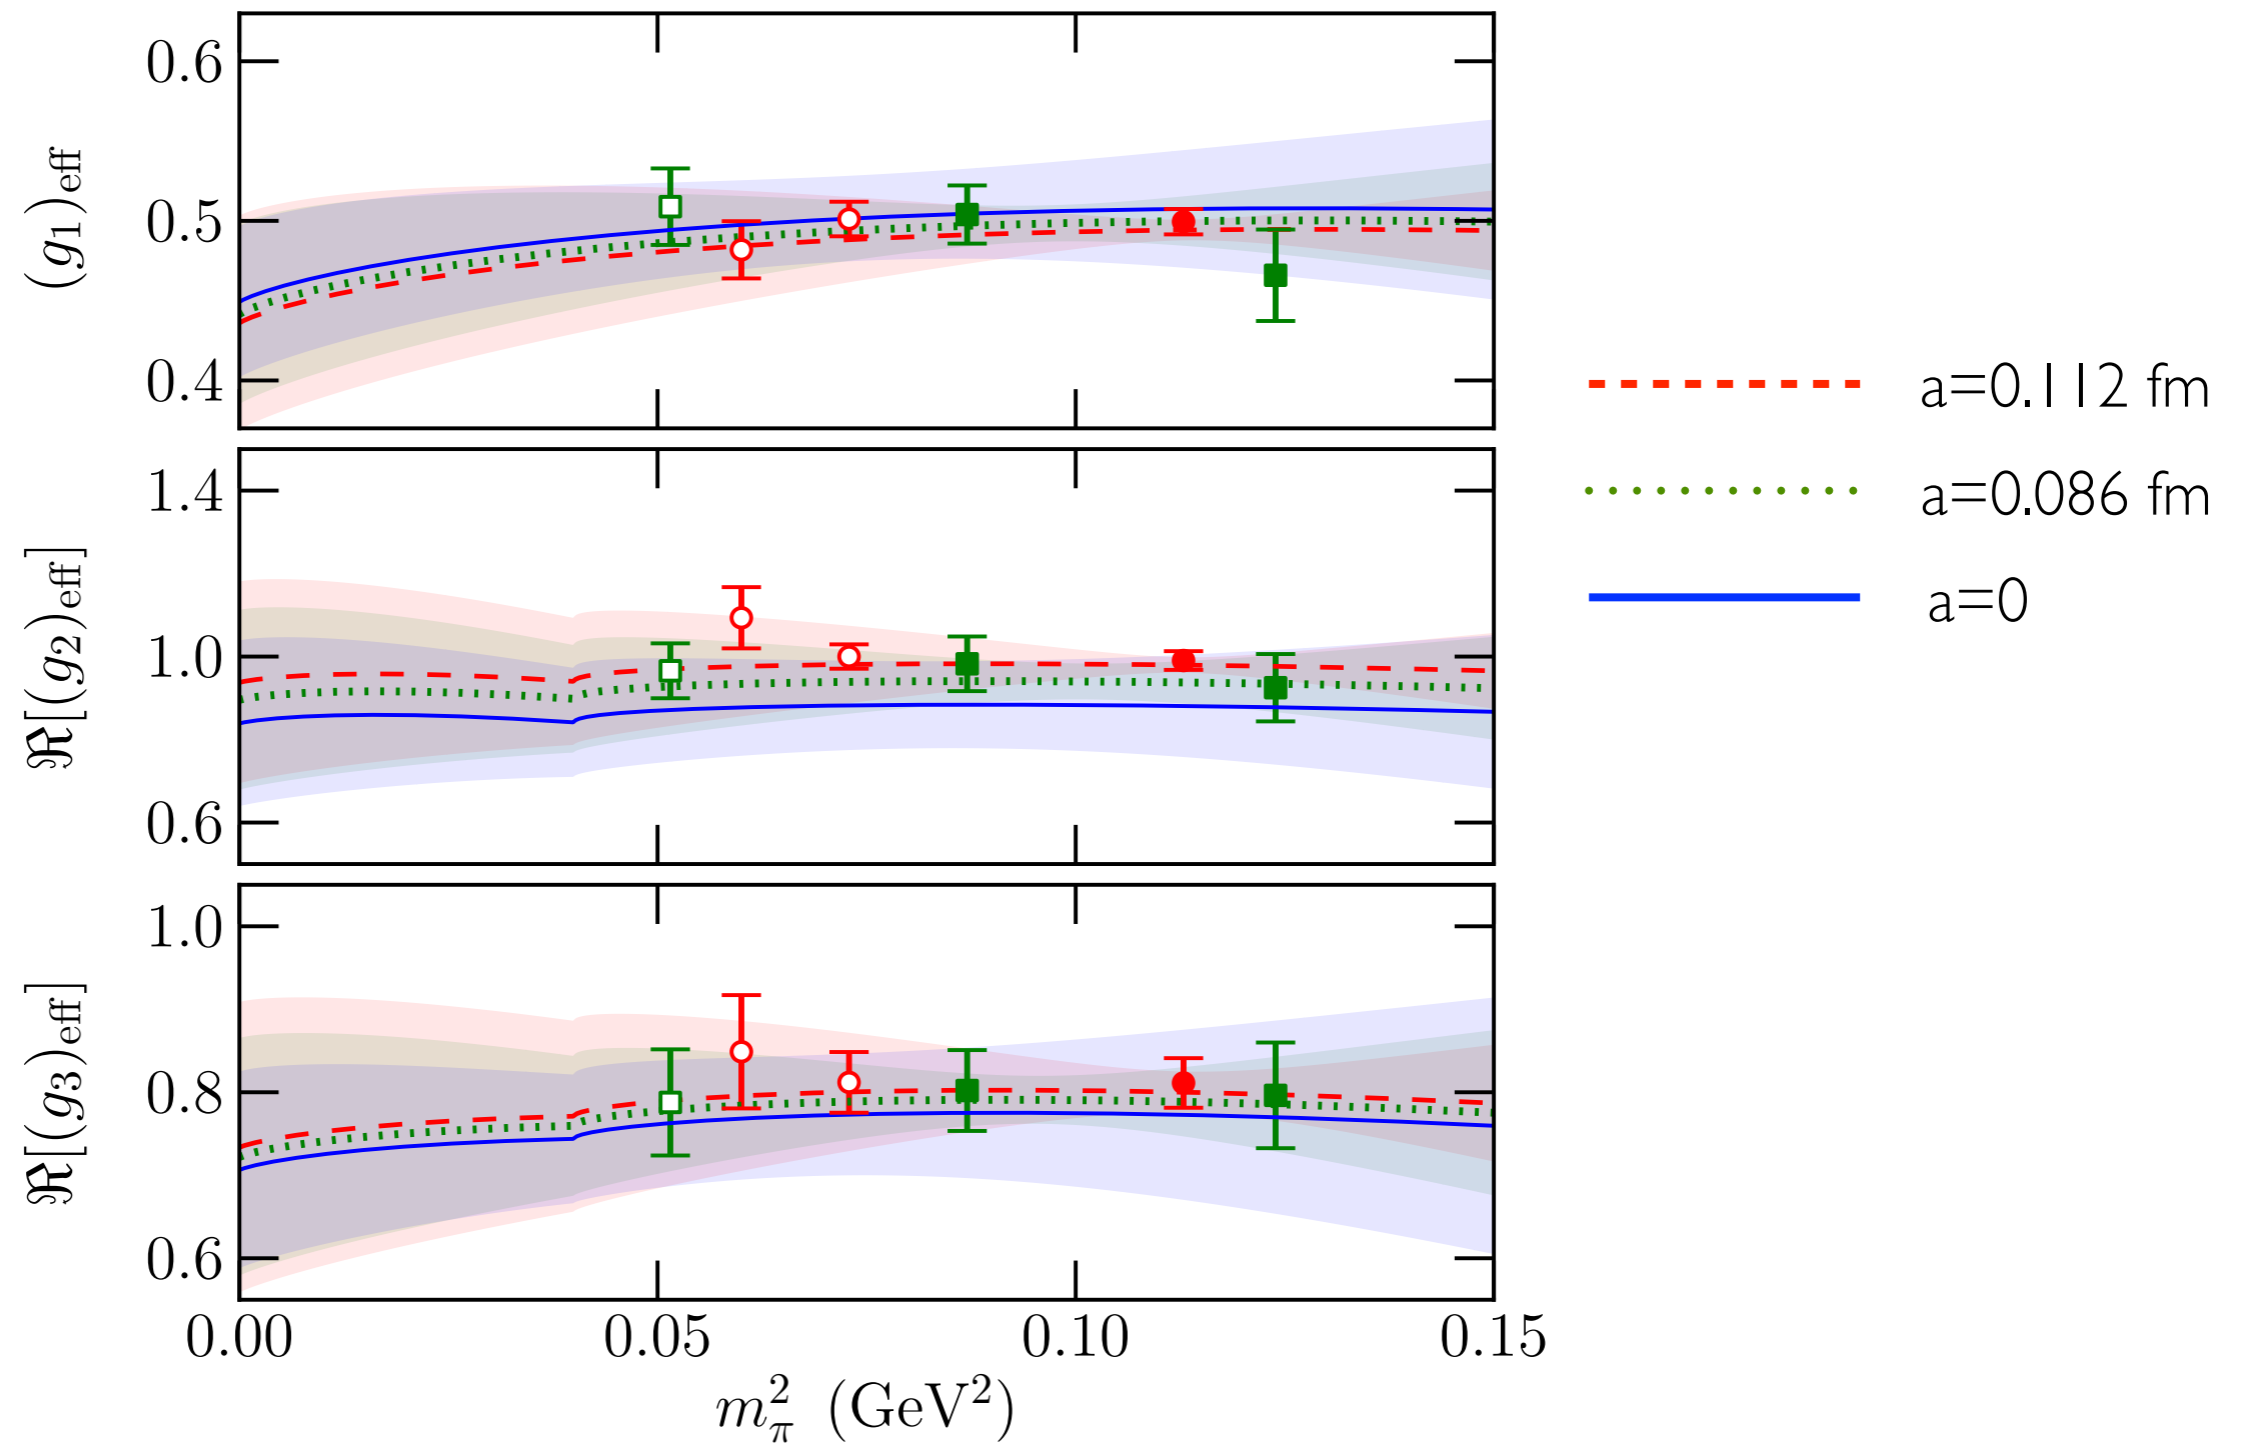 0.6
0.5
0.4
(g₁)eff
1.4
1.0
0.6
ℜ[(g₂)eff]
1.0
0.8
0.6
ℜ[(g₃)eff]
0.00 0.05 0.10 0.15
m²π (GeV²)
a=0.112 fm
a=0.086 fm
a=0